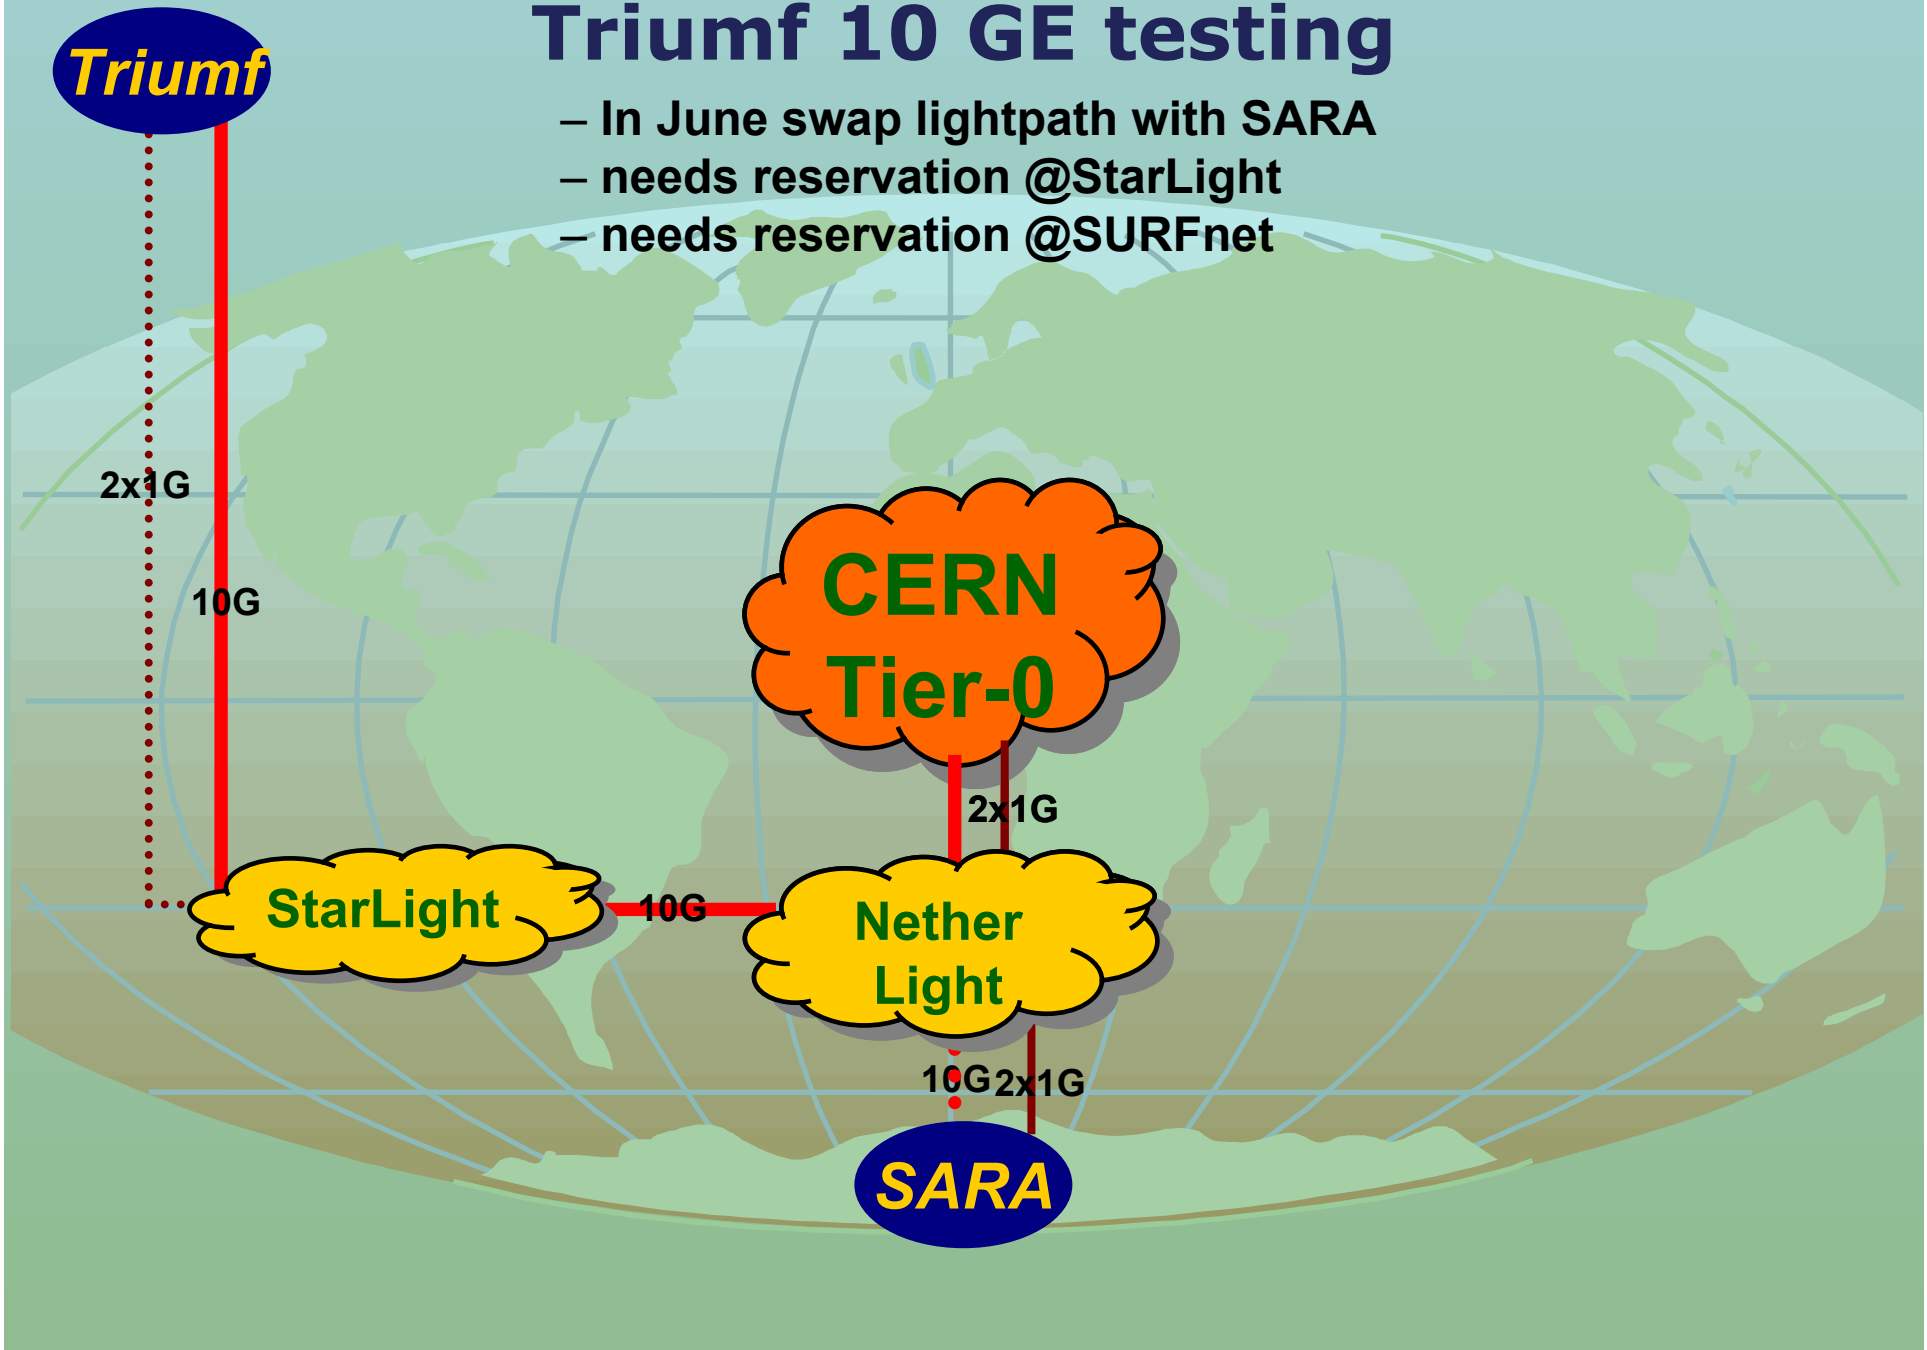 Triumf 10 GE testing
Triumf
– In June swap lightpath with SARA
– needs reservation @StarLight
– needs reservation @SURFnet
2x1G
10G
CERN
Tier-0
2x1G
StarLight
10G
Nether
Light
10G
2x1G
SARA